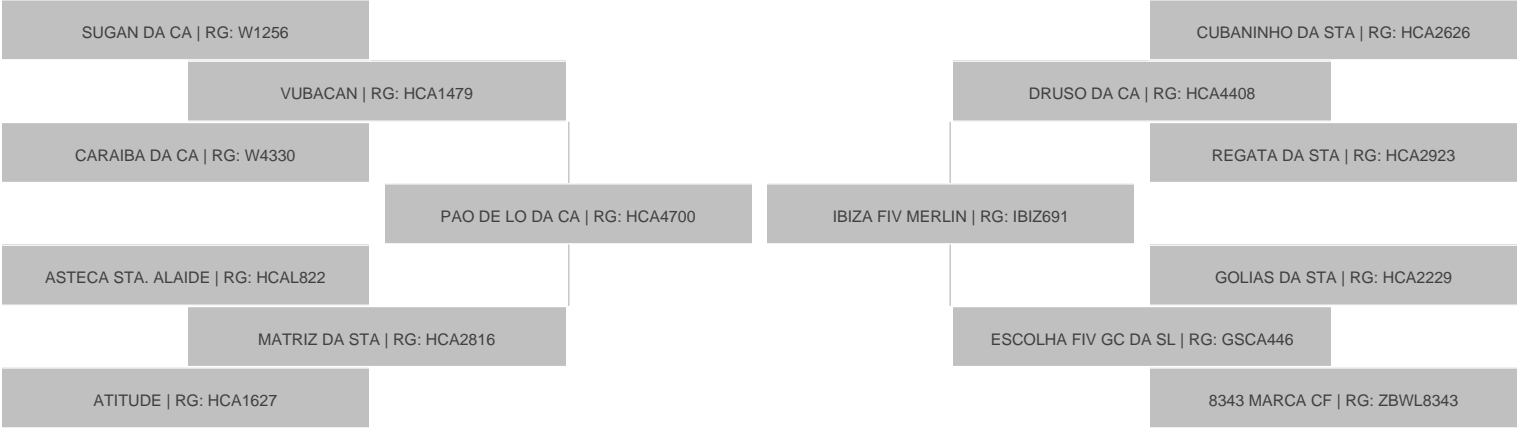 SUGAN DA CA | RG: W1256
CUBANINHO DA STA | RG: HCA2626
VUBACAN | RG: HCA1479
DRUSO DA CA | RG: HCA4408
CARAIBA DA CA | RG: W4330
REGATA DA STA | RG: HCA2923
PAO DE LO DA CA | RG: HCA4700
IBIZA FIV MERLIN | RG: IBIZ691
ASTECA STA. ALAIDE | RG: HCAL822
GOLIAS DA STA | RG: HCA2229
MATRIZ DA STA | RG: HCA2816
ESCOLHA FIV GC DA SL | RG: GSCA446
ATITUDE | RG: HCA1627
8343 MARCA CF | RG: ZBWL8343